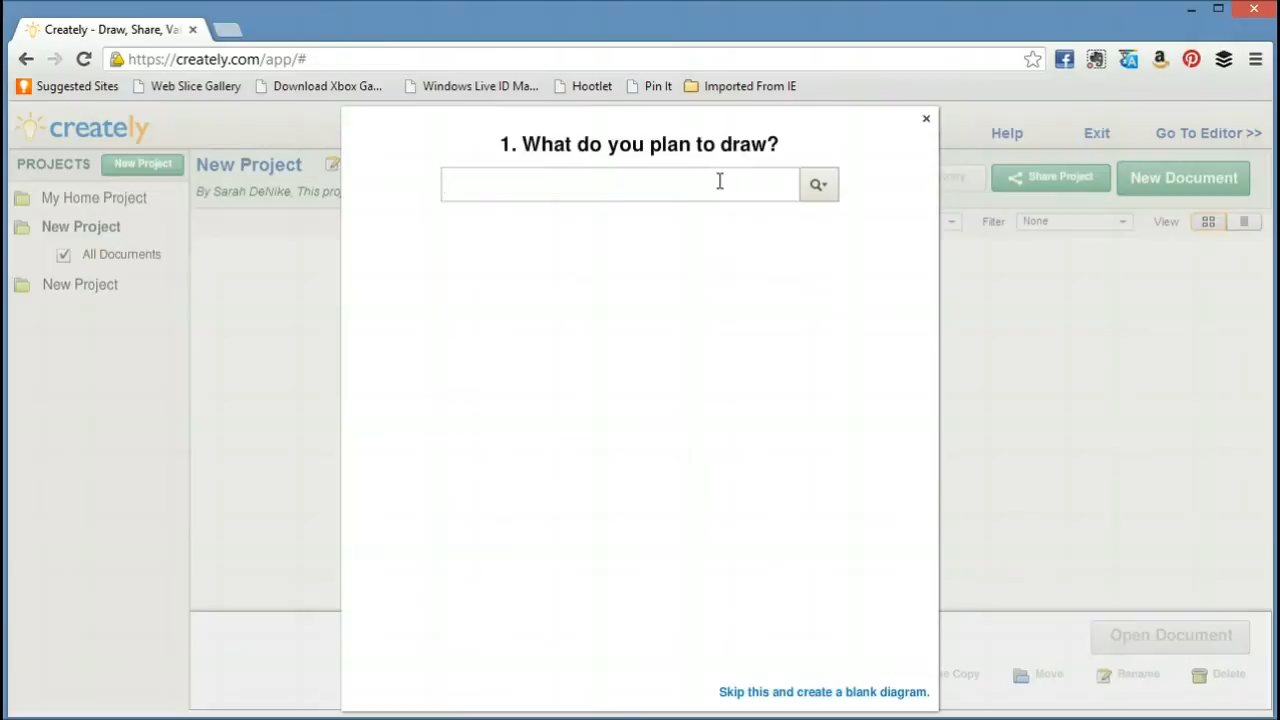 Creately - Draw, Share, Va
https://creately.com/app/#
Suggested Sites Web Slice Gallery Download Xbox Ga... Windows Live ID Ma... Hootlet Pin It Imported From IE
creately
Help Exit Go To Editor >>
PROJECTS New Project
New Project
By Sarah DeNike, This proj
Share Project New Document
Filter None View
My Home Project
New Project
All Documents
New Project
1. What do you plan to draw?
Skip this and create a blank diagram.
Open Document
Copy Move Rename Delete